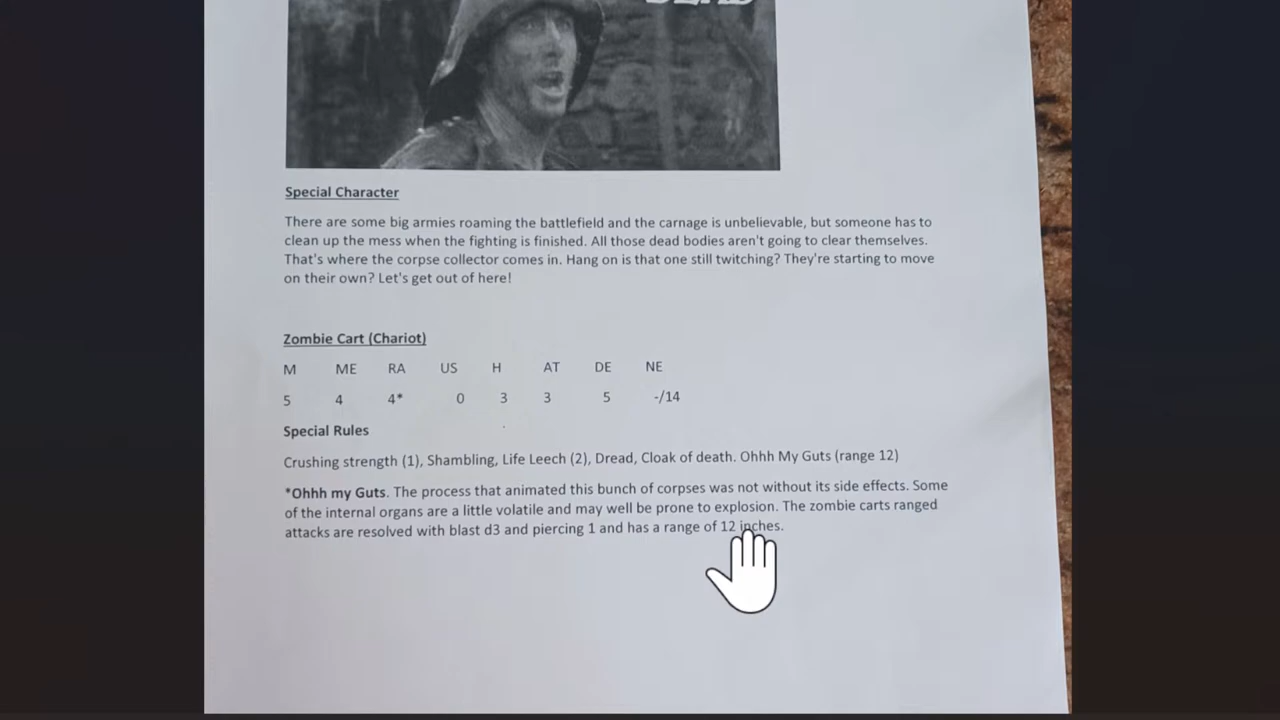 Special Character
There are some big armies roaming the battlefield and the carnage is unbelievable, but someone has to
clean up the mess when the fighting is finished. All those dead bodies aren't going to clear themselves.
That's where the corpse collector comes in. Hang on is that one still twitching? They're starting to move
on their own? Let's get out of here!
Zombie Cart (Chariot)
M ME RA US H AT DE NE
5 4 4* 0 3 3 5 -/14
Special Rules
Crushing strength (1), Shambling, Life Leech (2), Dread, Cloak of death. Ohhh My Guts (range 12)
*Ohhh my Guts. The process that animated this bunch of corpses was not without its side effects. Some
of the internal organs are a little volatile and may well be prone to explosion. The zombie carts ranged
attacks are resolved with blast d3 and piercing 1 and has a range of 12 inches.